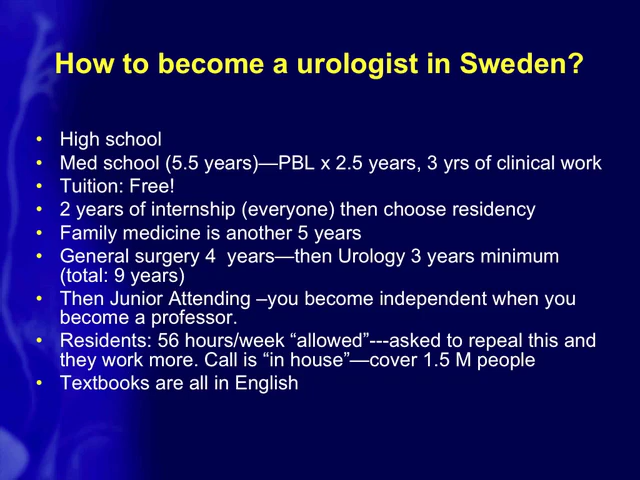 How to become a urologist in Sweden?
• High school
• Med school (5.5 years)—PBL x 2.5 years, 3 yrs of clinical work
• Tuition: Free!
• 2 years of internship (everyone) then choose residency
• Family medicine is another 5 years
• General surgery 4  years—then Urology 3 years minimum
(total: 9 years)
• Then Junior Attending –you become independent when you
become a professor.
• Residents: 56 hours/week “allowed”---asked to repeal this and
they work more. Call is “in house”—cover 1.5 M people
• Textbooks are all in English